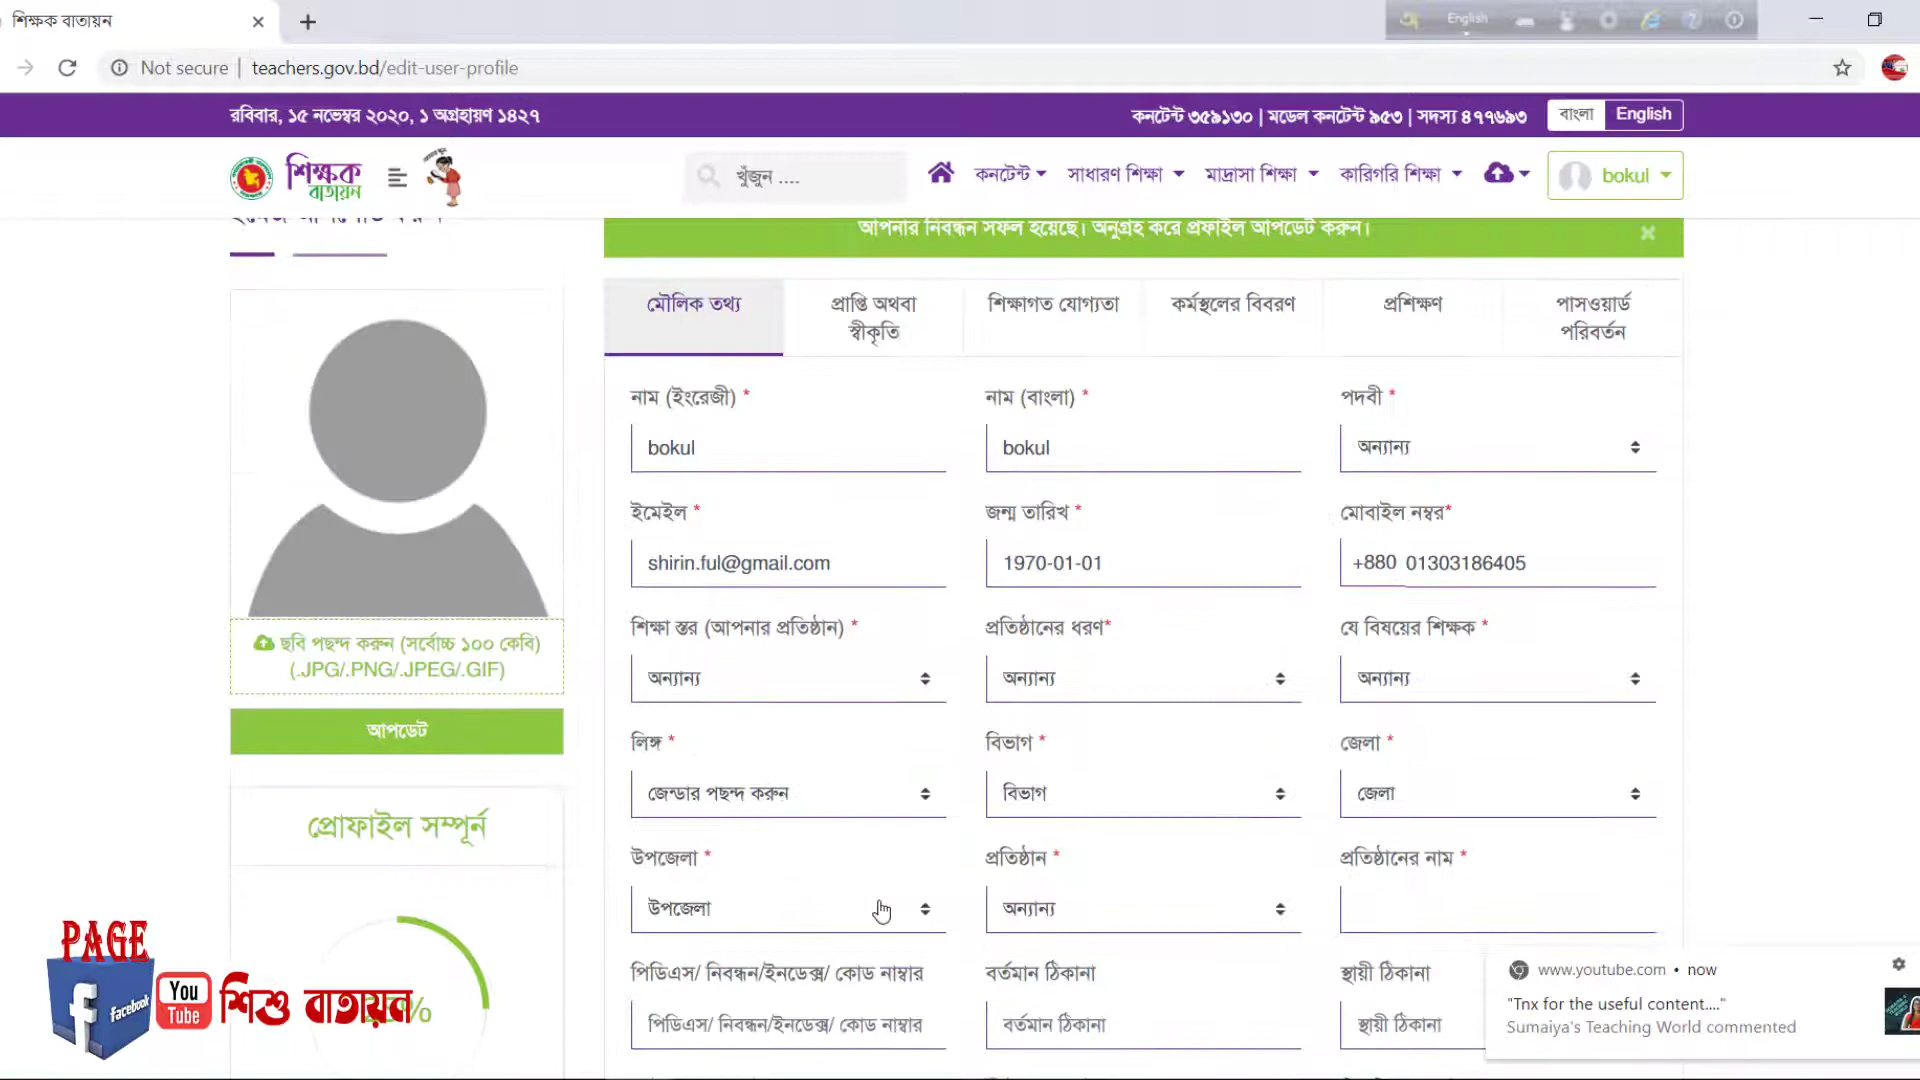 শিক্ষক বাতায়ন
English
Not secure | teachers.gov.bd/edit-user-profile
রবিবার, ১৫ নভেম্বর ২০২০, ১ অগ্রহায়ণ ১৪২৭
কনটেন্ট ৩৫৯১৩০ | মডেল কনটেন্ট ৯৫৩ | সদস্য ৪৭৭৬৯৩
বাংলা English
শিক্ষক বাতায়ন
খুঁজুন ....
কনটেন্ট সাধারণ শিক্ষা মাদ্রাসা শিক্ষা কারিগরি শিক্ষা bokul
আপনার নিবন্ধন সফল হয়েছে। অনুগ্রহ করে প্রফাইল আপডেট করুন।
মৌলিক তথ্য
প্রাপ্তি অথবা স্বীকৃতি
শিক্ষাগত যোগ্যতা
কর্মস্থলের বিবরণ
প্রশিক্ষণ
পাসওয়ার্ড পরিবর্তন
নাম (ইংরেজী) * নাম (বাংলা) * পদবী *
bokul bokul অন্যান্য
ইমেইল * জন্ম তারিখ * মোবাইল নম্বর*
shirin.ful@gmail.com 1970-01-01 +880 01303186405
ছবি পছন্দ করুন (সর্বোচ্চ ১০০ কেবি)
(.JPG/.PNG/.JPEG/.GIF)
আপডেট
শিক্ষা স্তর (আপনার প্রতিষ্ঠান) * প্রতিষ্ঠানের ধরণ* যে বিষয়ের শিক্ষক *
অন্যান্য অন্যান্য অন্যান্য
লিঙ্গ * বিভাগ * জেলা *
জেন্ডার পছন্দ করুন বিভাগ জেলা
প্রোফাইল সম্পূর্ন
উপজেলা * প্রতিষ্ঠান * প্রতিষ্ঠানের নাম *
উপজেলা অন্যান্য
পিডিএস/ নিবন্ধন/ইনডেক্স/ কোড নাম্বার বর্তমান ঠিকানা স্থায়ী ঠিকানা
পিডিএস/ নিবন্ধন/ইনডেক্স/ কোড নাম্বার বর্তমান ঠিকানা স্থায়ী ঠিকানা
PAGE
facebook
You Tube
শিশু বাতায়ন
%
www.youtube.com • now
"Tnx for the useful content...."
Sumaiya's Teaching World commented